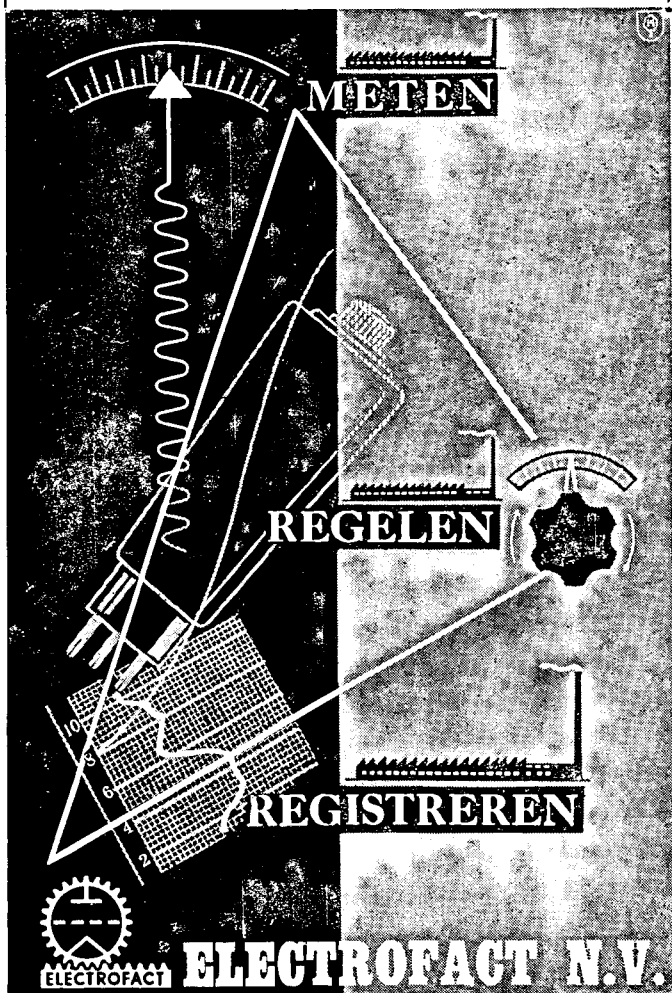 METEN
REGELEN
10
8
6
4
2
REGISTREREN
ELECTROFACT
ELECTROFACT N.V.